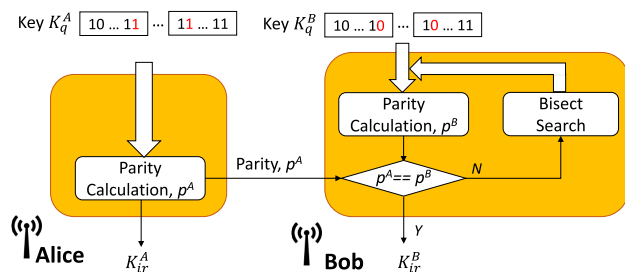 Key K_q^A 10 ... 11 ... 11 ... 11
Key K_q^B 10 ... 10 ... 10 ... 11
Parity
Calculation, p^B
Bisect
Search
Parity
Calculation, p^A
Parity, p^A
p^A== p^B
N
Y
Alice
K_ir^A
Bob
K_ir^B